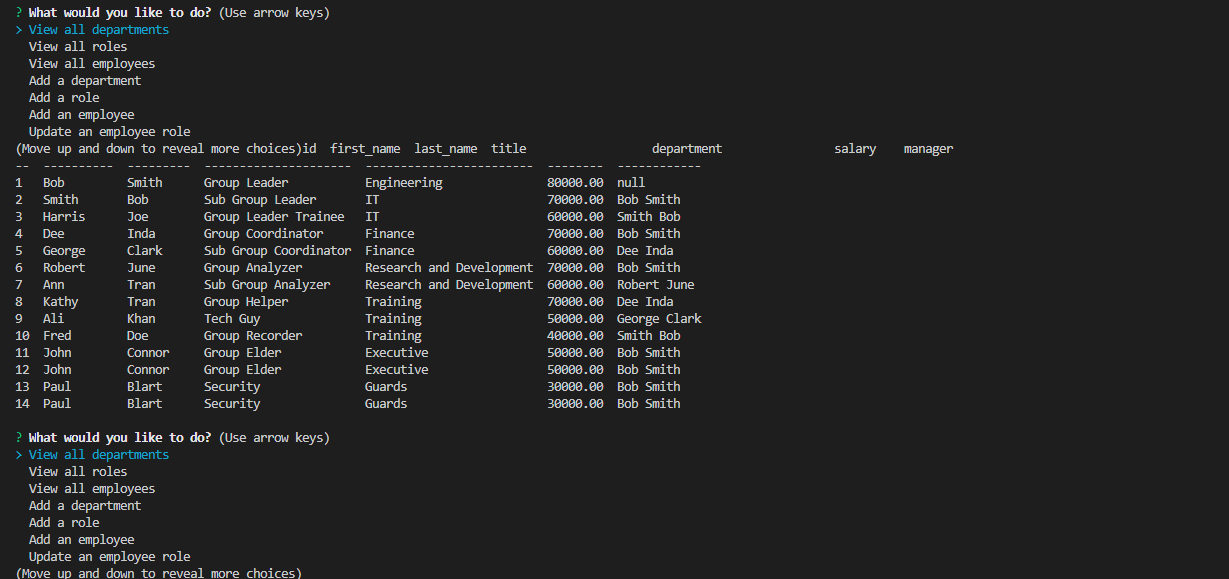 ? What would you like to do? (Use arrow keys)
> View all departments
  View all roles
  View all employees
  Add a department
  Add a role
  Add an employee
  Update an employee role
(Move up and down to reveal more choices)id  first_name  last_name  title                  department                salary    manager
--  ----------  ---------  ---------------------  ------------------------  --------  ------------
1   Bob         Smith      Group Leader           Engineering               80000.00  null
2   Smith       Bob        Sub Group Leader       IT                        70000.00  Bob Smith
3   Harris      Joe        Group Leader Trainee   IT                        60000.00  Smith Bob
4   Dee         Inda       Group Coordinator      Finance                   70000.00  Bob Smith
5   George      Clark      Sub Group Coordinator  Finance                   60000.00  Dee Inda
6   Robert      June       Group Analyzer         Research and Development  70000.00  Bob Smith
7   Ann         Tran       Sub Group Analyzer     Research and Development  60000.00  Robert June
8   Kathy       Tran       Group Helper           Training                  70000.00  Dee Inda
9   Ali         Khan       Tech Guy               Training                  50000.00  George Clark
10  Fred        Doe        Group Recorder         Training                  40000.00  Smith Bob
11  John        Connor     Group Elder            Executive                 50000.00  Bob Smith
12  John        Connor     Group Elder            Executive                 50000.00  Bob Smith
13  Paul        Blart      Security               Guards                    30000.00  Bob Smith
14  Paul        Blart      Security               Guards                    30000.00  Bob Smith
? What would you like to do? (Use arrow keys)
> View all departments
  View all roles
  View all employees
  Add a department
  Add a role
  Add an employee
  Update an employee role
(Move up and down to reveal more choices)